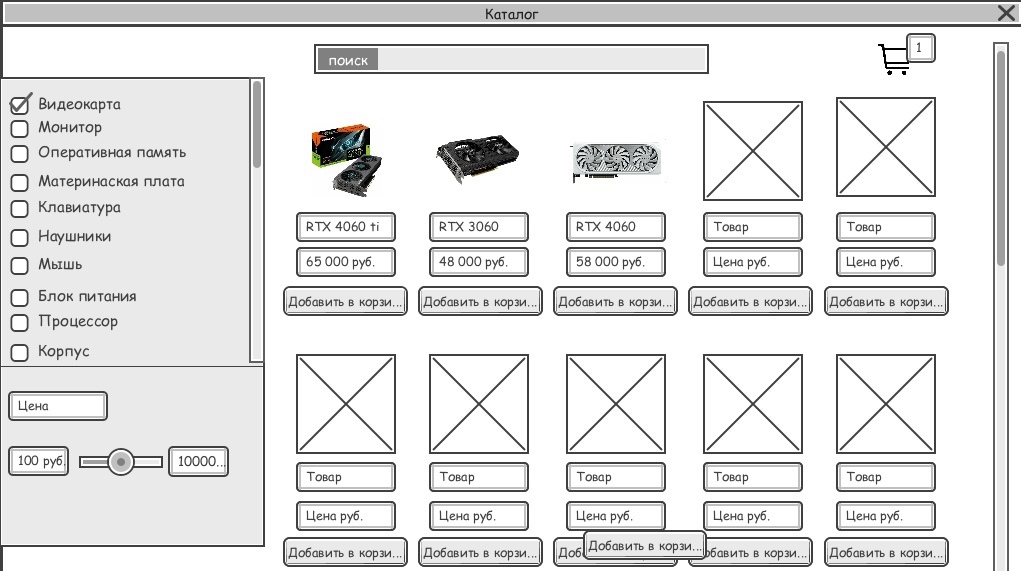 Каталог
поиск
1
Видеокарта
Монитор
Оперативная память
Материнаская плата
Клавиатура
Наушники
Мышь
Блок питания
Процессор
Корпус
Цена
100 руб.
10000...
RTX 4060 ti
RTX 3060
RTX 4060
Товар
Товар
65 000 руб.
48 000 руб.
58 000 руб.
Цена руб.
Цена руб.
Добавить в корзи...
Добавить в корзи...
Добавить в корзи...
Добавить в корзи...
Добавить в корзи...
Товар
Товар
Товар
Товар
Товар
Цена руб.
Цена руб.
Цена руб.
Цена руб.
Цена руб.
Добавить в корзи...
Добавить в корзи...
Добавить в корзи...
Добавить в корзи...
Добавить в корзи...